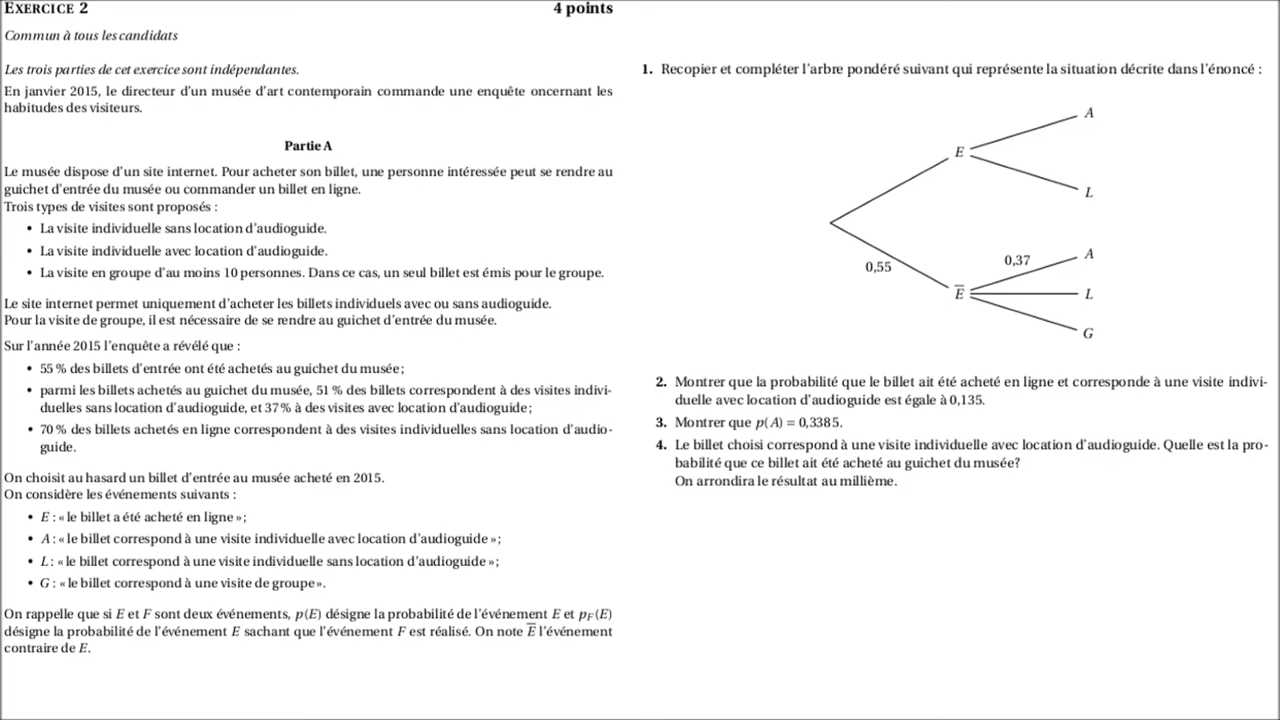 EXERCICE 2 4 points
Commun à tous les candidats
Les trois parties de cet exercice sont indépendantes.
En janvier 2015, le directeur d'un musée d'art contemporain commande une enquête oncernant les
habitudes des visiteurs.
Partie A
Le musée dispose d'un site internet. Pour acheter son billet, une personne intéressée peut se rendre au
guichet d'entrée du musée ou commander un billet en ligne.
Trois types de visites sont proposés :
• La visite individuelle sans location d'audioguide.
• La visite individuelle avec location d'audioguide.
• La visite en groupe d'au moins 10 personnes. Dans ce cas, un seul billet est émis pour le groupe.
Le site internet permet uniquement d'acheter les billets individuels avec ou sans audioguide.
Pour la visite de groupe, il est nécessaire de se rendre au guichet d'entrée du musée.
Sur l'année 2015 l'enquête a révélé que :
• 55 % des billets d'entrée ont été achetés au guichet du musée ;
• parmi les billets achetés au guichet du musée, 51 % des billets correspondent à des visites indivi-
duelles sans location d'audioguide, et 37 % à des visites avec location d'audioguide ;
• 70 % des billets achetés en ligne correspondent à des visites individuelles sans location d'audio-
guide.
On choisit au hasard un billet d'entrée au musée acheté en 2015.
On considère les événements suivants :
• E : « le billet a été acheté en ligne » ;
• A : « le billet correspond à une visite individuelle avec location d'audioguide » ;
• L : « le billet correspond à une visite individuelle sans location d'audioguide » ;
• G : « le billet correspond à une visite de groupe ».
On rappelle que si E et F sont deux événements, p(E) désigne la probabilité de l'événement E et p_F(E)
désigne la probabilité de l'événement E sachant que l'événement F est réalisé. On note E̅ l'événement
contraire de E.
1. Recopier et compléter l'arbre pondéré suivant qui représente la situation décrite dans l'énoncé :
A
E
L
0,55
0,37
A
E̅
L
G
2. Montrer que la probabilité que le billet ait été acheté en ligne et corresponde à une visite indivi-
duelle avec location d'audioguide est égale à 0,135.
3. Montrer que p(A) = 0,3385.
4. Le billet choisi correspond à une visite individuelle avec location d'audioguide. Quelle est la pro-
babilité que ce billet ait été acheté au guichet du musée?
On arrondira le résultat au millième.